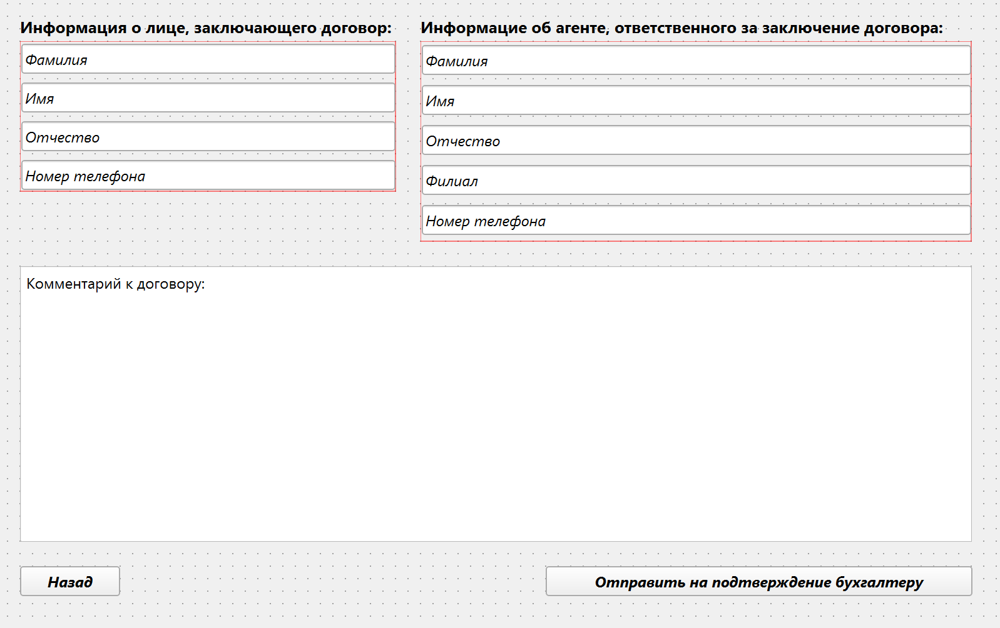 Информация о лице, заключающего договор:
Фамилия
Имя
Отчество
Номер телефона
Информацие об агенте, ответственного за заключение договора:
Фамилия
Имя
Отчество
Филиал
Номер телефона
Комментарий к договору:
Назад
Отправить на подтверждение бухгалтеру